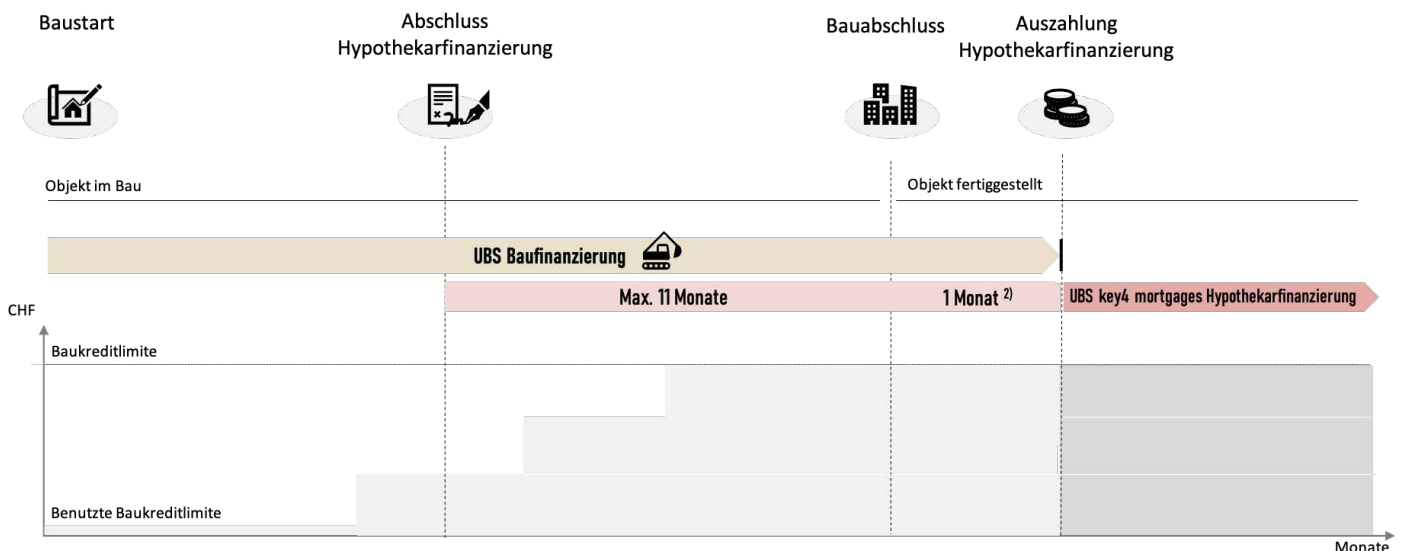 Baustart
Abschluss
Hypothekarfinanzierung
Bauabschluss
Auszahlung
Hypothekarfinanzierung
Objekt im Bau
Objekt fertiggestellt
UBS Baufinanzierung
Max. 11 Monate
1 Monat 2)
UBS key4 mortgages Hypothekarfinanzierung
CHF
Baukreditlimite
Benutzte Baukreditlimite
Monate